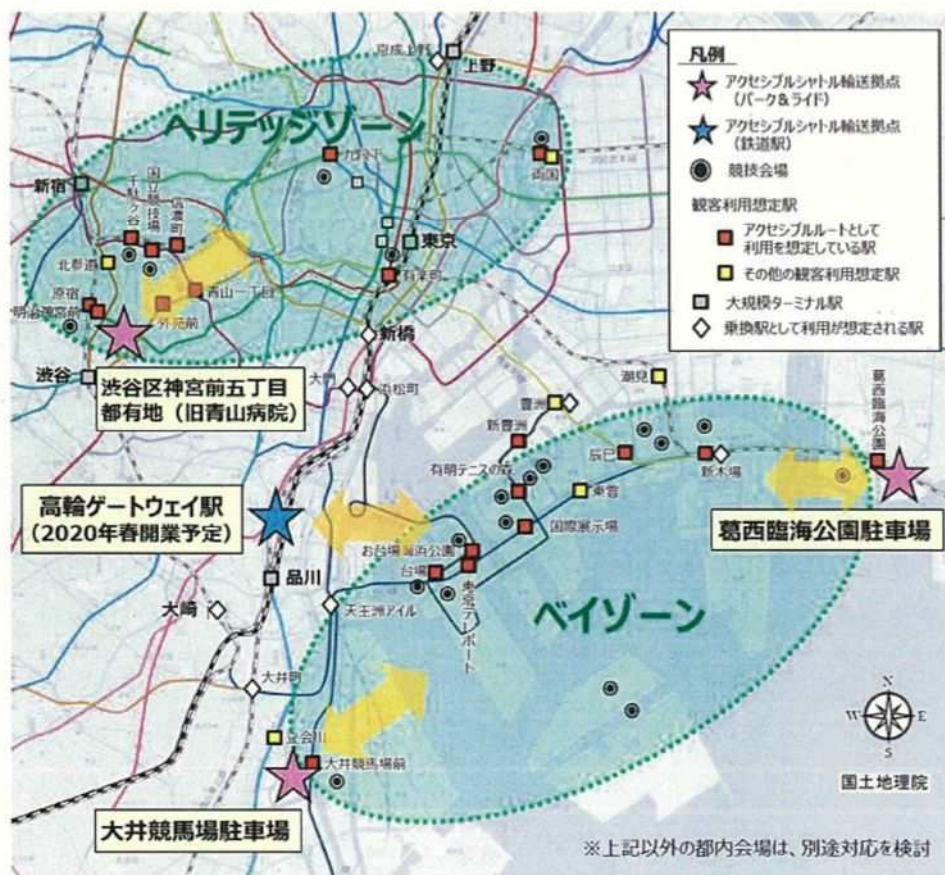 凡例
アクセシブルシャトル輸送拠点
（パーク＆ライド）
アクセシブルシャトル輸送拠点
（鉄道駅）
競技会場
観客利用想定駅
アクセシブルルートとして
利用を想定している駅
その他の観客利用想定駅
大規模ターミナル駅
乗換駅として利用が想定される駅
京成上野
上野
ヘリテッジゾーン
九段下
両国
新宿
千駄ケ谷
国立競技場
信濃町
東京
北参道
有楽町
原宿
明治神宮前
青山一丁目
外苑前
新橋
渋谷
渋谷区神宮前五丁目
都有地（旧青山病院）
大門
浜松町
潮見
豊洲
新豊洲
葛西臨海公園
辰巳
新木場
有明テニスの森
東雲
高輪ゲートウェイ駅
（2020年春開業予定）
国際展示場
葛西臨海公園駐車場
お台場海浜公園
台場
品川
東京テレポート
大崎
天王洲アイル
ベイゾーン
大井町
立会川
大井競馬場前
N
W
E
S
国土地理院
大井競馬場駐車場
※上記以外の都内会場は、別途対応を検討